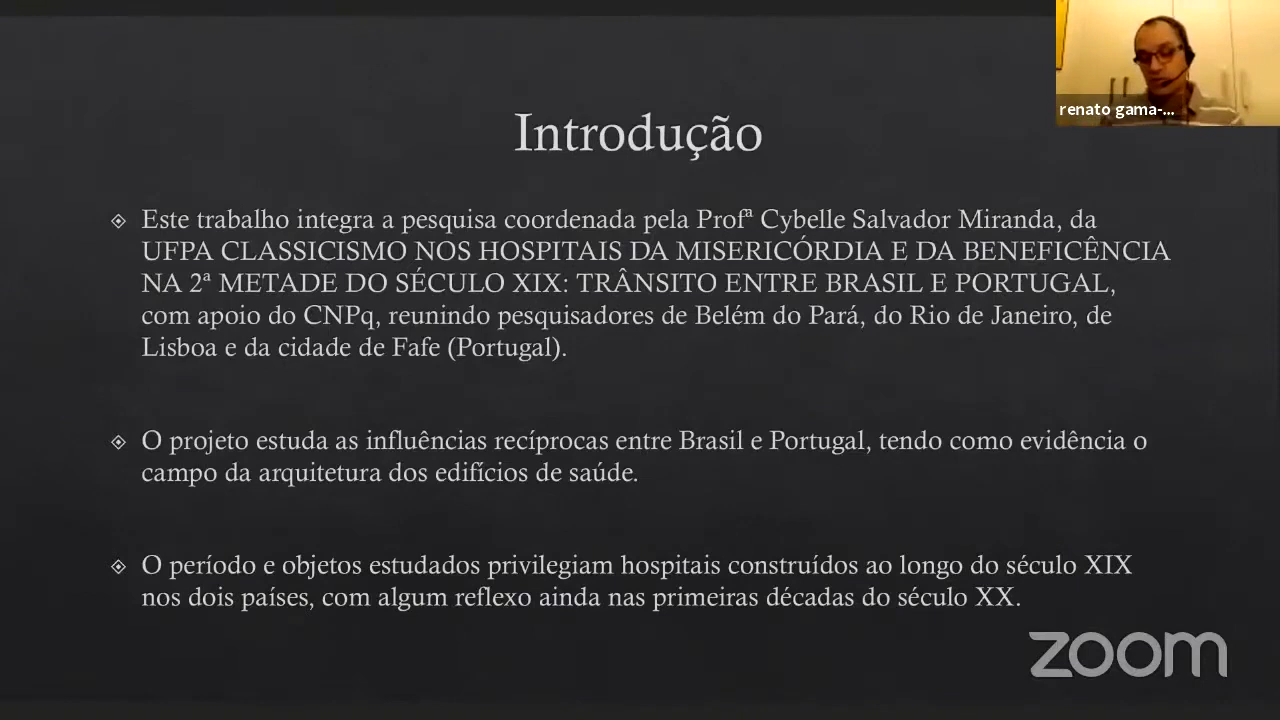 renato gama-...
Introdução
Este trabalho integra a pesquisa coordenada pela Profª Cybelle Salvador Miranda, da
UFPA CLASSICISMO NOS HOSPITAIS DA MISERICÓRDIA E DA BENEFICÊNCIA
NA 2ª METADE DO SÉCULO XIX: TRÂNSITO ENTRE BRASIL E PORTUGAL,
com apoio do CNPq, reunindo pesquisadores de Belém do Pará, do Rio de Janeiro, de
Lisboa e da cidade de Fafe (Portugal).
O projeto estuda as influências recíprocas entre Brasil e Portugal, tendo como evidência o
campo da arquitetura dos edifícios de saúde.
O período e objetos estudados privilegiam hospitais construídos ao longo do século XIX
nos dois países, com algum reflexo ainda nas primeiras décadas do século XX.
zoom